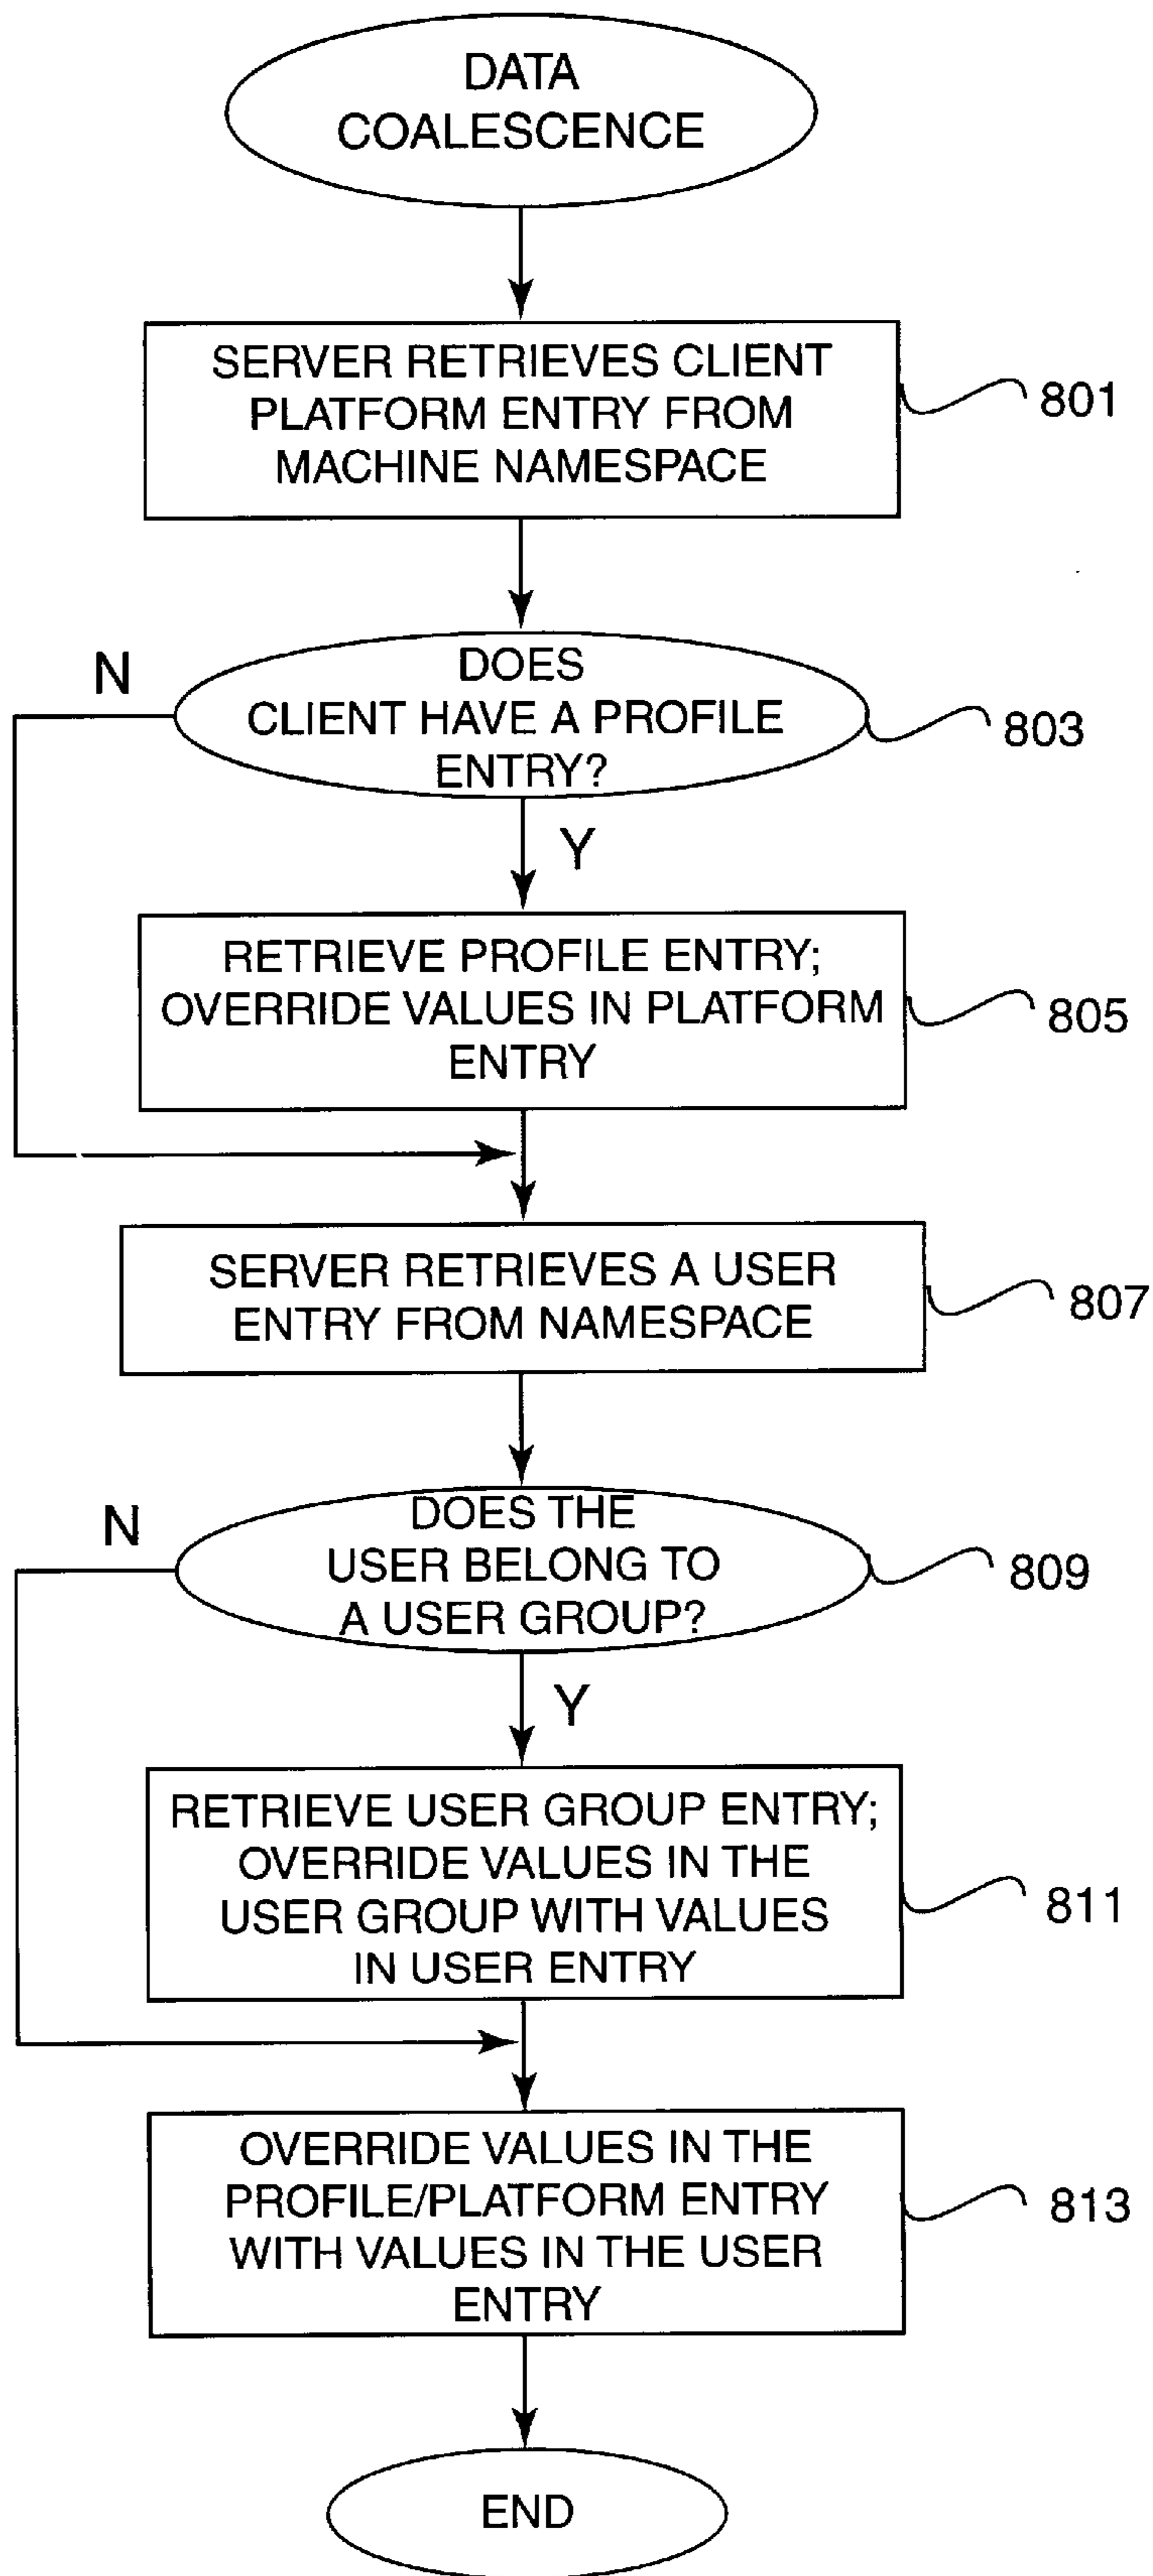 DATA
COALESCENCE
SERVER RETRIEVES CLIENT
PLATFORM ENTRY FROM
MACHINE NAMESPACE
801
N
DOES
CLIENT HAVE A PROFILE
ENTRY?
803
Y
RETRIEVE PROFILE ENTRY;
OVERRIDE VALUES IN PLATFORM
ENTRY
805
SERVER RETRIEVES A USER
ENTRY FROM NAMESPACE
807
N
DOES THE
USER BELONG TO
A USER GROUP?
809
Y
RETRIEVE USER GROUP ENTRY;
OVERRIDE VALUES IN THE
USER GROUP WITH VALUES
IN USER ENTRY
811
OVERRIDE VALUES IN THE
PROFILE/PLATFORM ENTRY
WITH VALUES IN THE USER
ENTRY
813
END